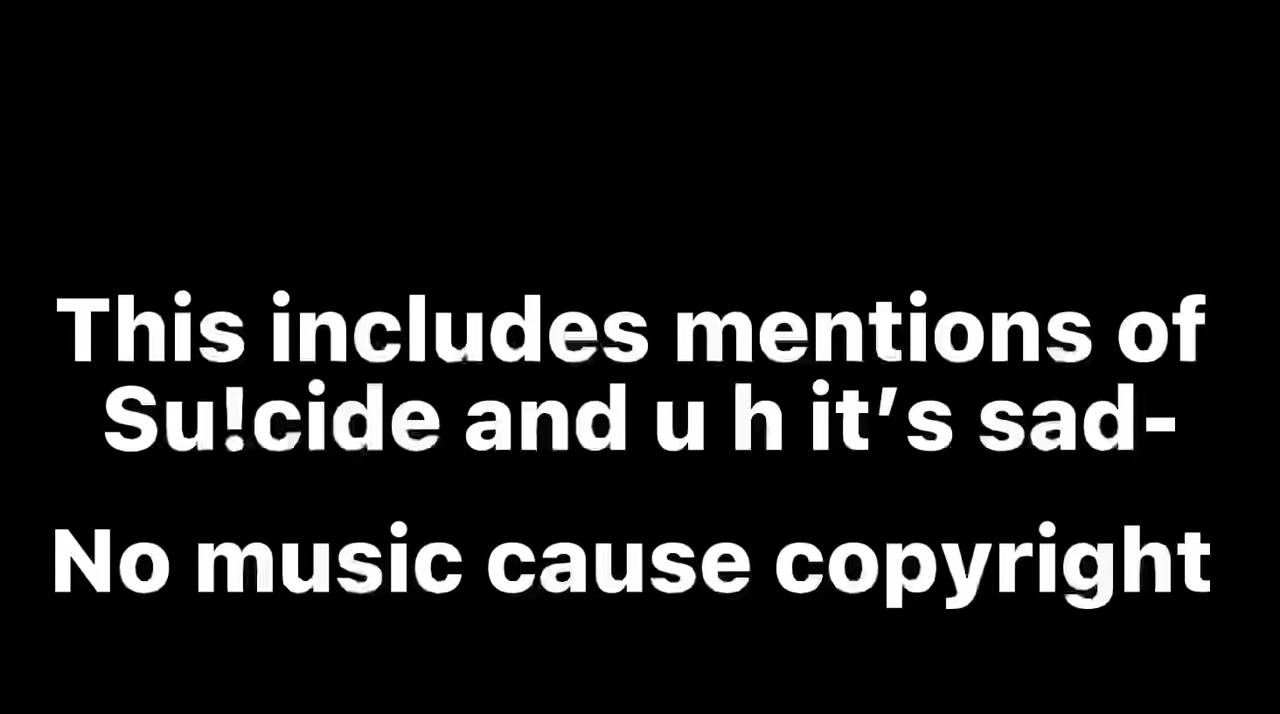 This includes mentions of
Su!cide and u h it’s sad-
No music cause copyright